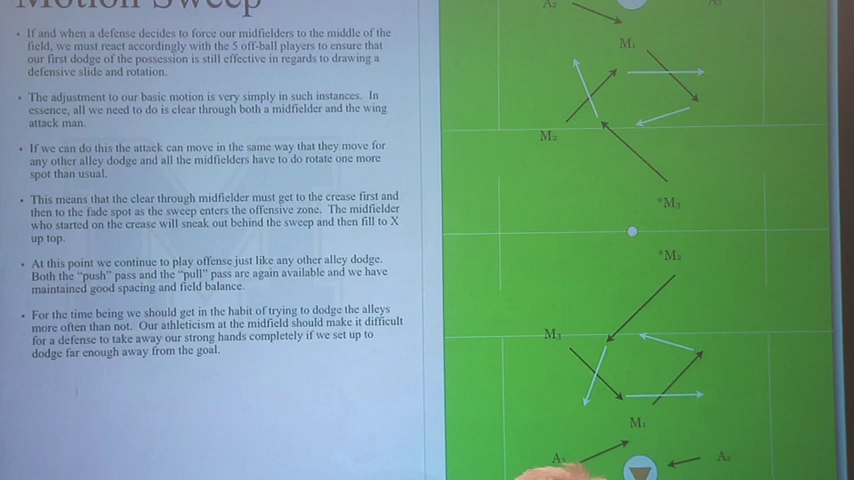 Motion Sweep
• If and when a defense decides to force our midfielders to the middle of the
field, we must react accordingly with the 5 off-ball players to ensure that
our first dodge of the possession is still effective in regards to drawing a
defensive slide and rotation.
• The adjustment to our basic motion is very simply in such instances. In
essence, all we need to do is clear through both a midfielder and the wing
attack man.
• If we can do this the attack can move in the same way that they move for
any other alley dodge and all the midfielders have to do rotate one more
spot than usual.
• This means that the clear through midfielder must get to the crease first and
then to the fade spot as the sweep enters the offensive zone. The midfielder
who started on the crease will sneak out behind the sweep and then fill to X
up top.
• At this point we continue to play offense just like any other alley dodge.
Both the “push” pass and the “pull” pass are again available and we have
maintained good spacing and field balance.
• For the time being we should get in the habit of trying to dodge the alleys
more often than not. Our athleticism at the midfield should make it difficult
for a defense to take away our strong hands completely if we set up to
dodge far enough away from the goal.
A₂
A₃
M₁
M₂
*M₃
*M₂
M₃
M₁
A₃
A₂